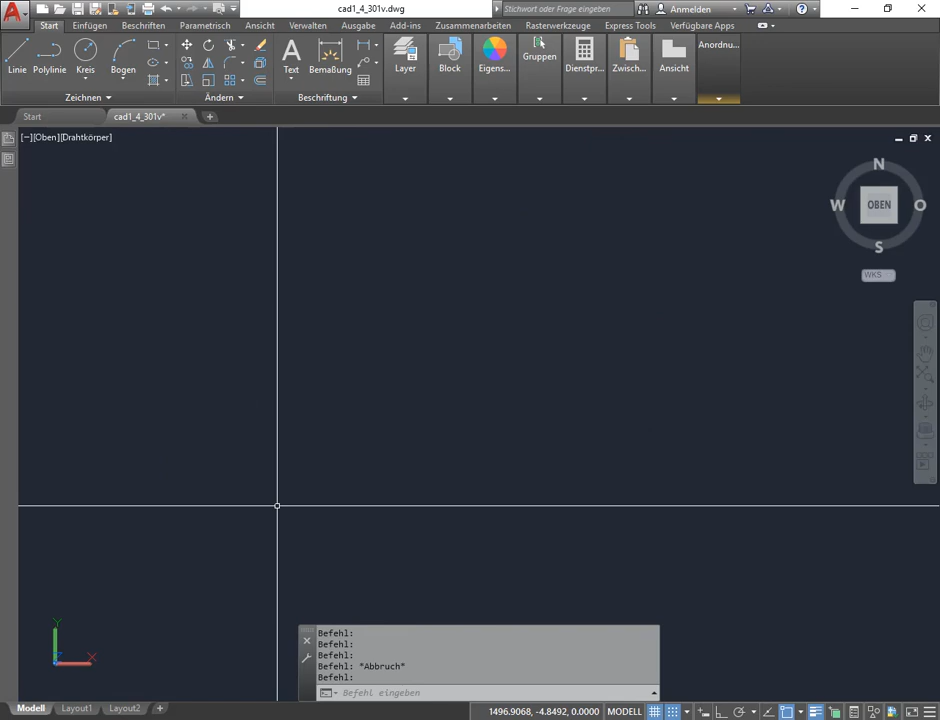 cad1_4_301v.dwg
Stichwort oder Frage eingeben
Anmelden
Start Einfügen Beschriften Parametrisch Ansicht Verwalten Ausgabe Add-ins Zusammenarbeiten Rasterwerkzeuge Express Tools Vorgestellte Apps
Linie Polylinie Kreis Bogen Text Bemaßung Layer Block Eigens... Gruppen Dienstpr... Zwisch... Ansicht Anordnu...
Zeichnen Ändern Beschriftung
Start cad1_4_301v*
[−][Oben][Drahtkörper]
N
W OBEN O
S
WKS
Y
Z X
Befehl:
Befehl:
Befehl:
Befehl: *Abbruch*
Befehl:
Befehl eingeben
Modell Layout1 Layout2 +
1496.9068, -4.8492, 0.0000 MODELL